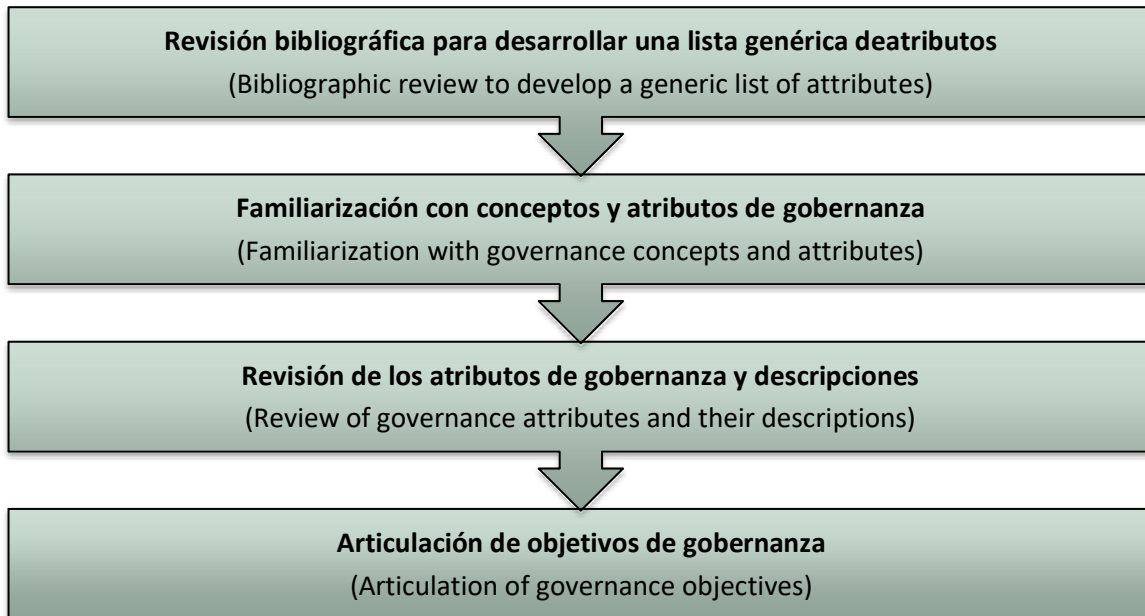 Revisión bibliográfica para desarrollar una lista genérica deatributos
(Bibliographic review to develop a generic list of attributes)
Familiarización con conceptos y atributos de gobernanza
(Familiarization with governance concepts and attributes)
Revisión de los atributos de gobernanza y descripciones
(Review of governance attributes and their descriptions)
Articulación de objetivos de gobernanza
(Articulation of governance objectives)